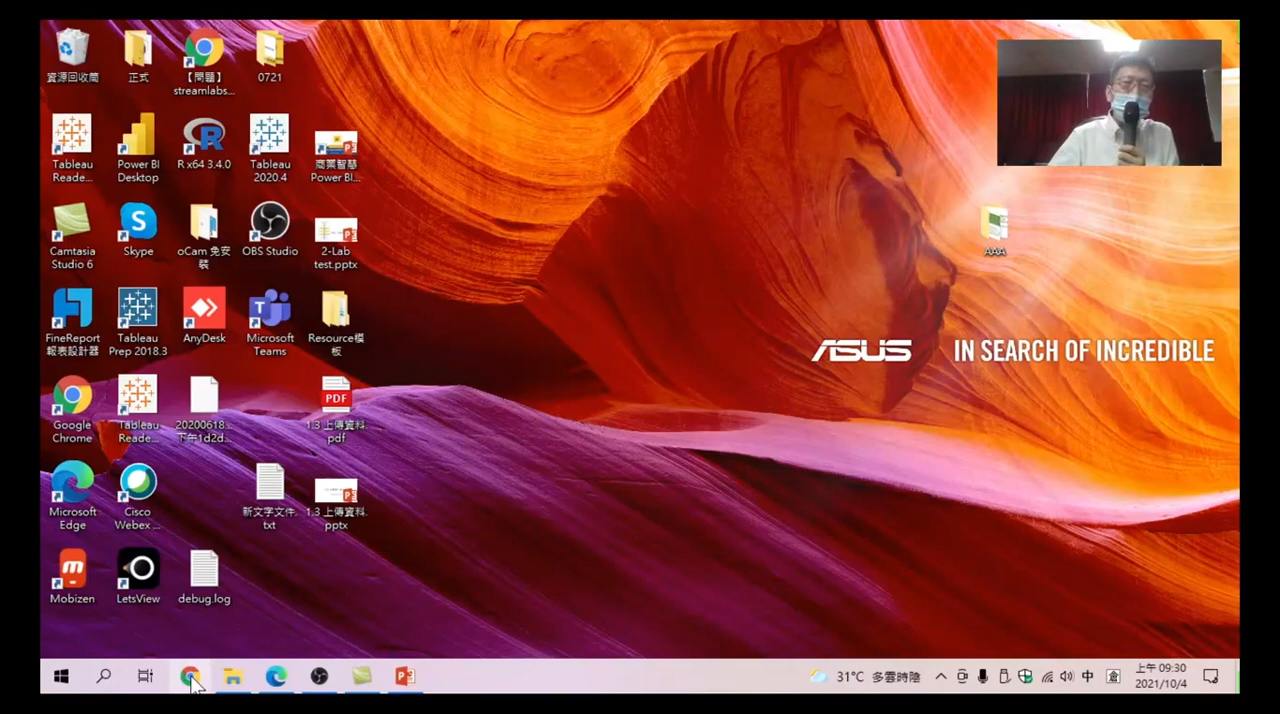 資源回收筒
正式
【問題】
streamlabs...
0721
Tableau
Reade...
Power BI
Desktop
R x64 3.4.0
Tableau
2020.4
商業智慧
Power BI...
Camtasia
Studio 6
Skype
oCam 免安
裝
OBS Studio
2-Lab
test.pptx
AAA
FineReport
報表設計器
Tableau
Prep 2018.3
AnyDesk
Microsoft
Teams
Resource模
板
ASUS IN SEARCH OF INCREDIBLE
Google
Chrome
Tableau
Reade...
20200618...
下午1d2d...
PDF
1.3 上傳資料.
pdf
Microsoft
Edge
Cisco
Webex ...
新文字文件.
txt
1.3 上傳資料.
pptx
Mobizen
LetsView
debug.log
31°C 多雲時陰
中
倉
上午 09:30
2021/10/4